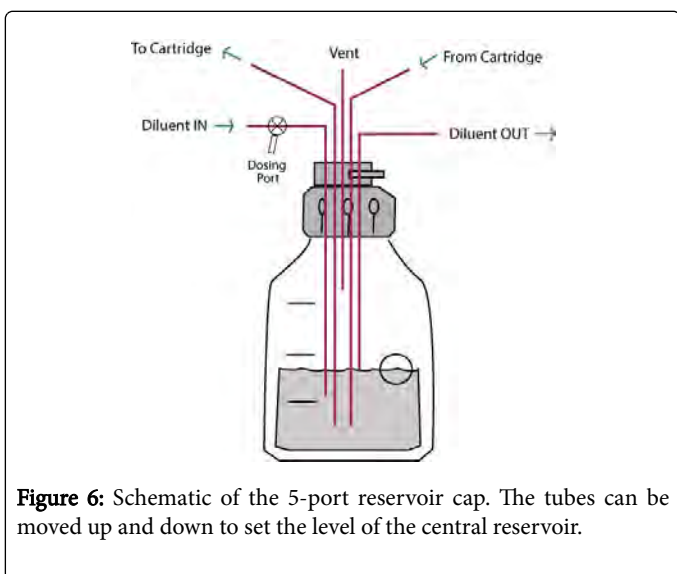 To Cartridge
Vent
From Cartridge
Diluent IN
Diluent OUT
Dosing
Port
Figure 6: Schematic of the 5-port reservoir cap. The tubes can be
moved up and down to set the level of the central reservoir.